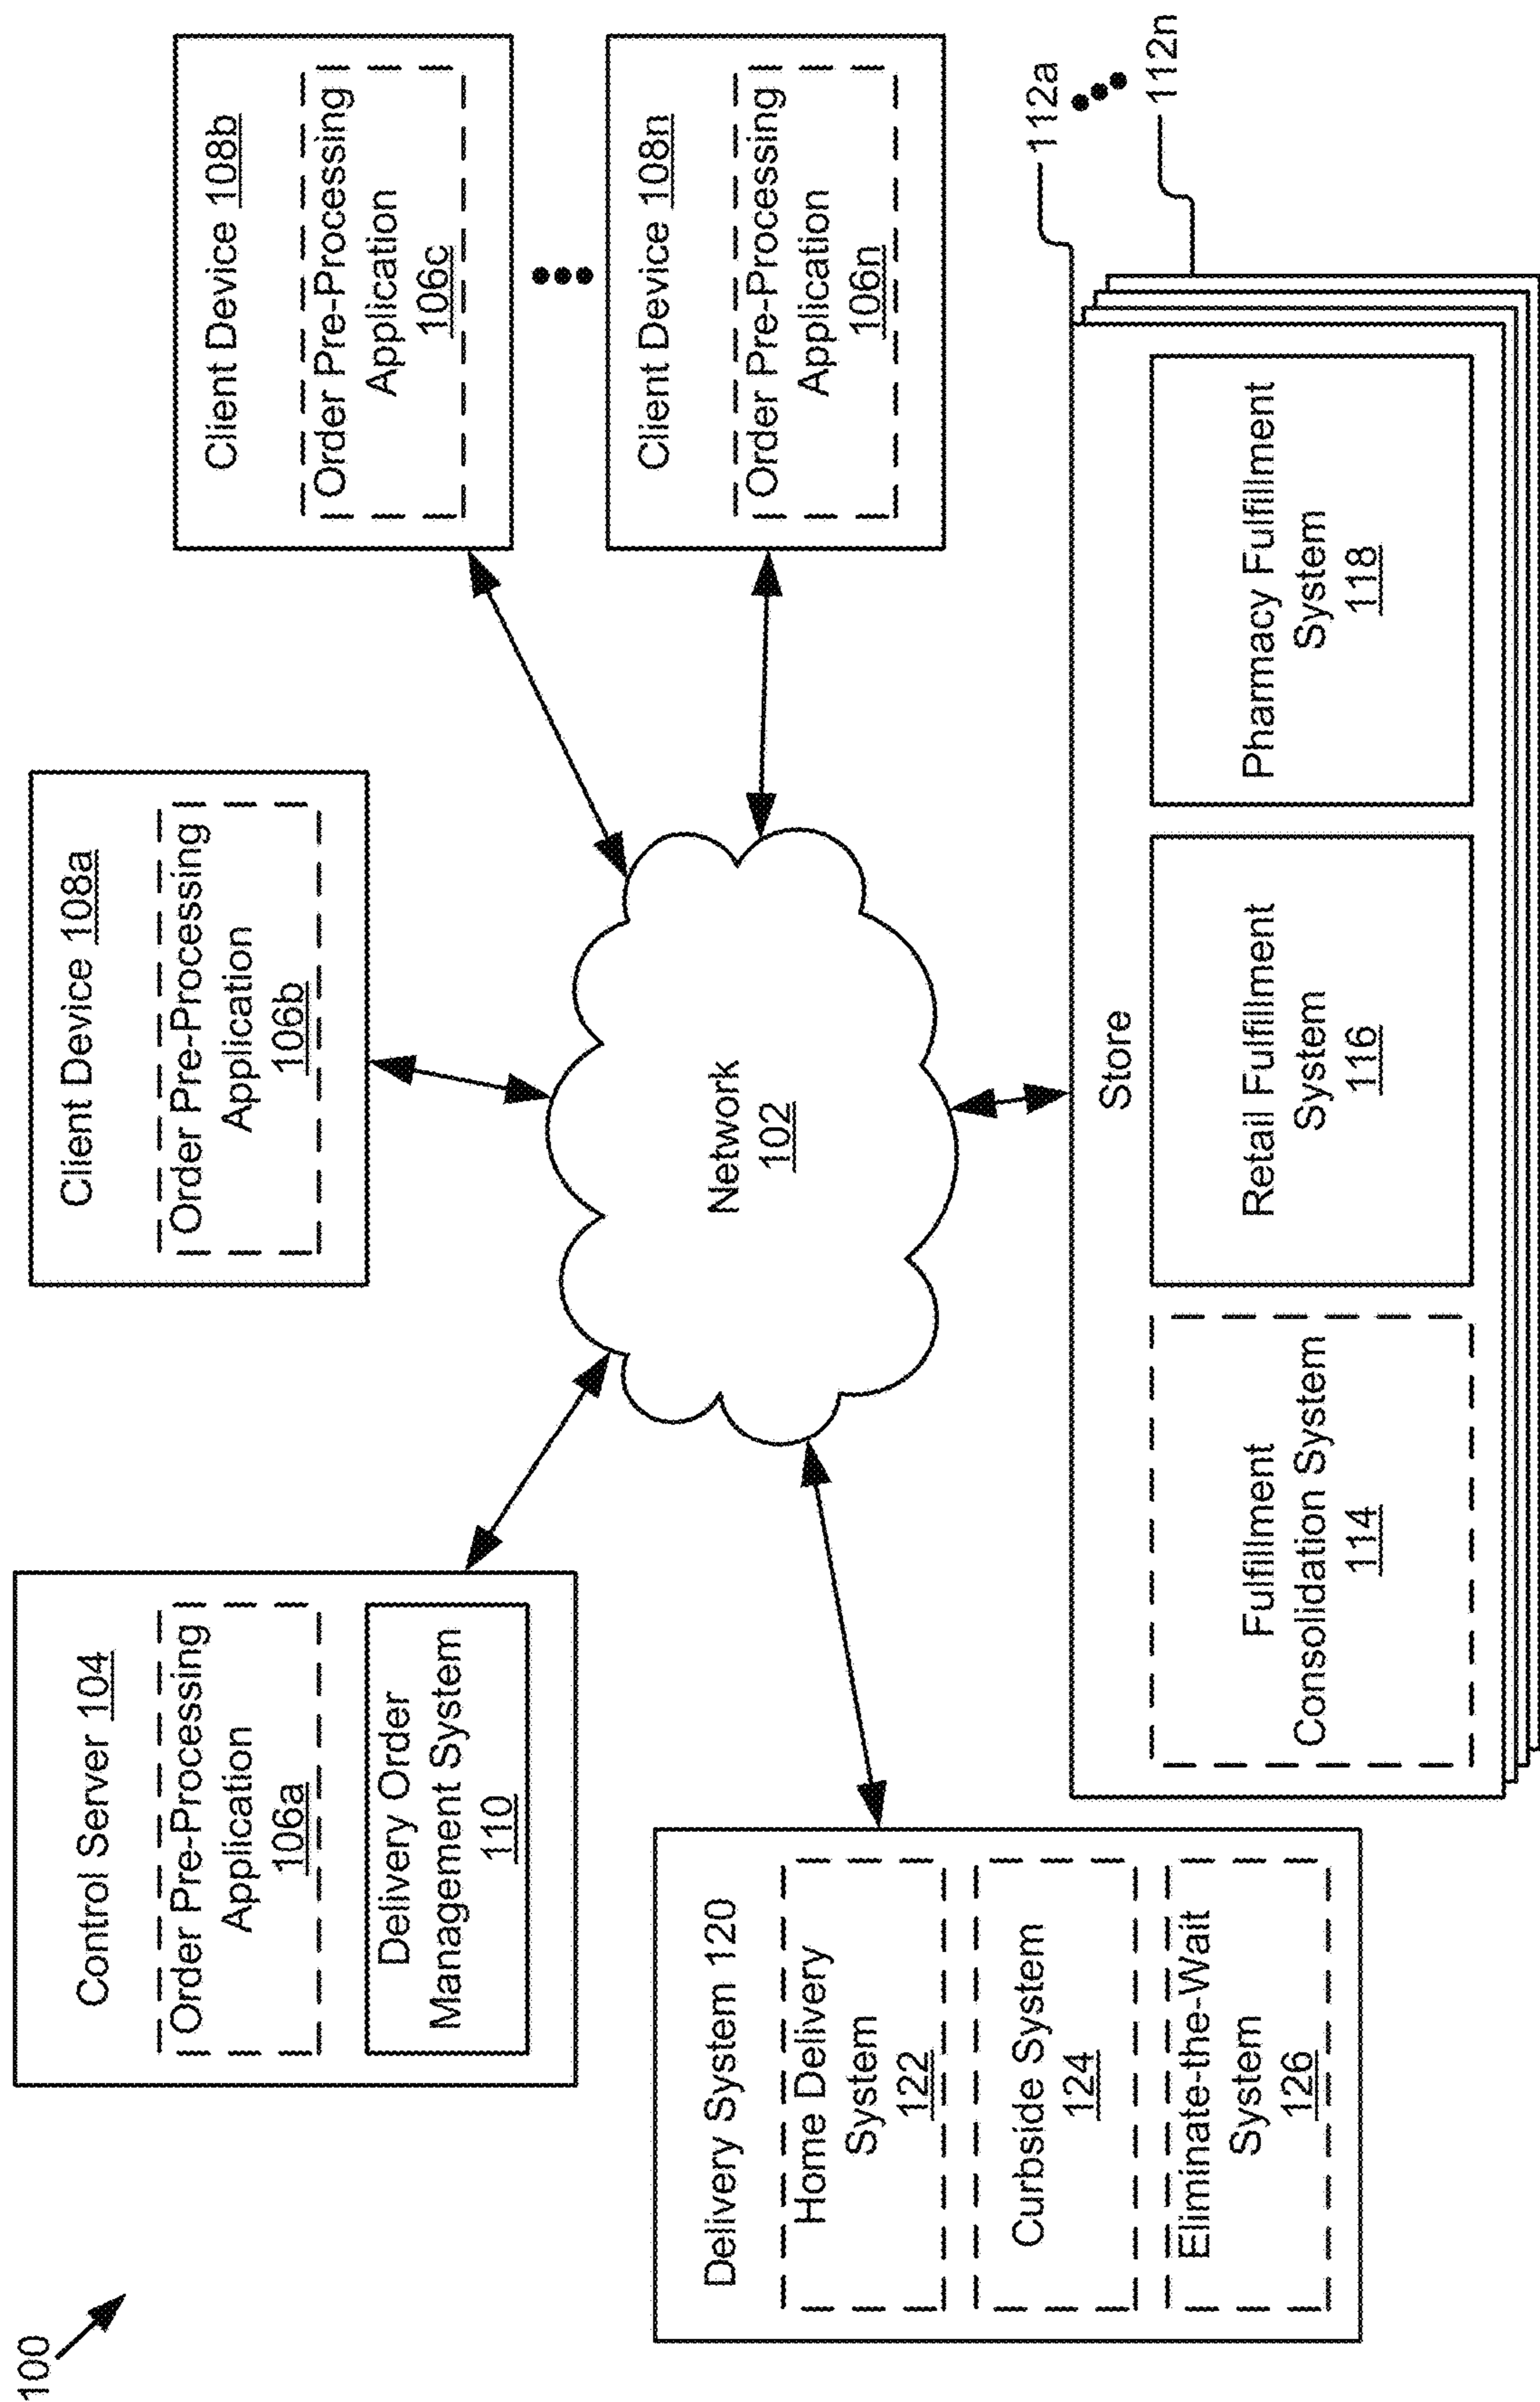 100
Control Server 104
Order Pre-Processing
Application
106a
Delivery Order
Management System
110
Client Device 108a
Order Pre-Processing
Application
106b
Client Device 108b
Order Pre-Processing
Application
106c
Client Device 108n
Order Pre-Processing
Application
106n
Network
102
Delivery System 120
Home Delivery
System
122
Curbside System
124
Eliminate-the-Wait
System
126
112a
112n
Store
Fulfillment
Consolidation System
114
Retail Fulfillment
System
116
Pharmacy Fulfillment
System
118